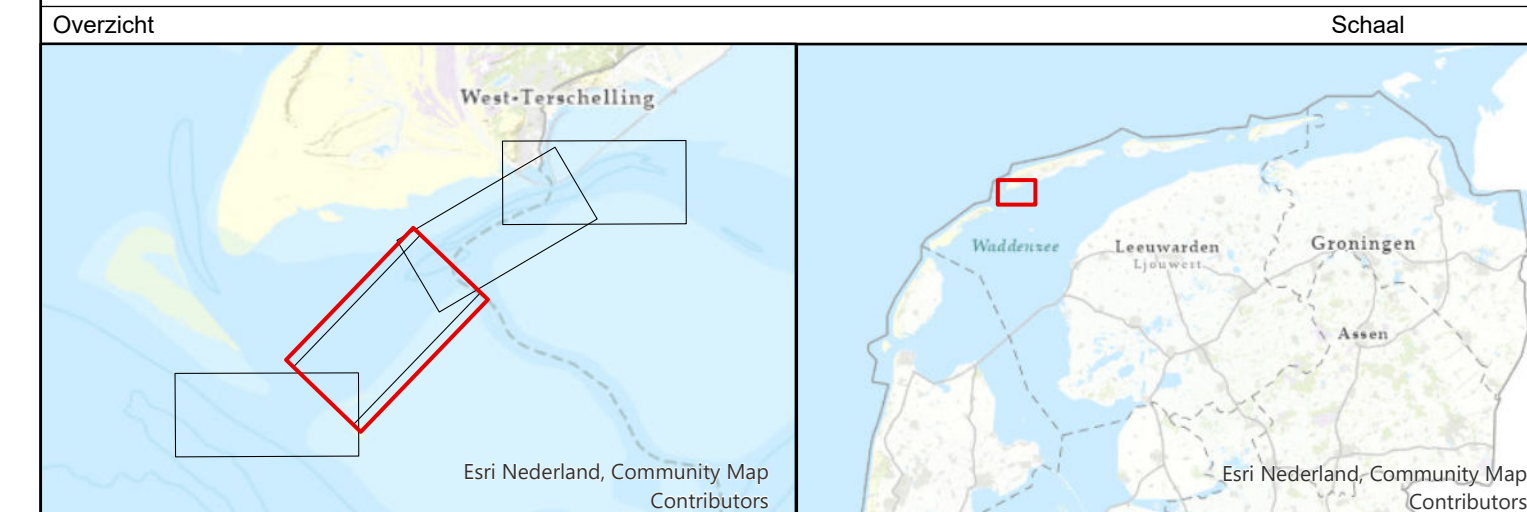 Overzicht
Schaal
West-Terschelling
Esri Nederland, Community Map
Contributors
Waddenzee
Leeuwarden
Ljouwert
Groningen
Assen
Esri Nederland, Community Map
Contributors